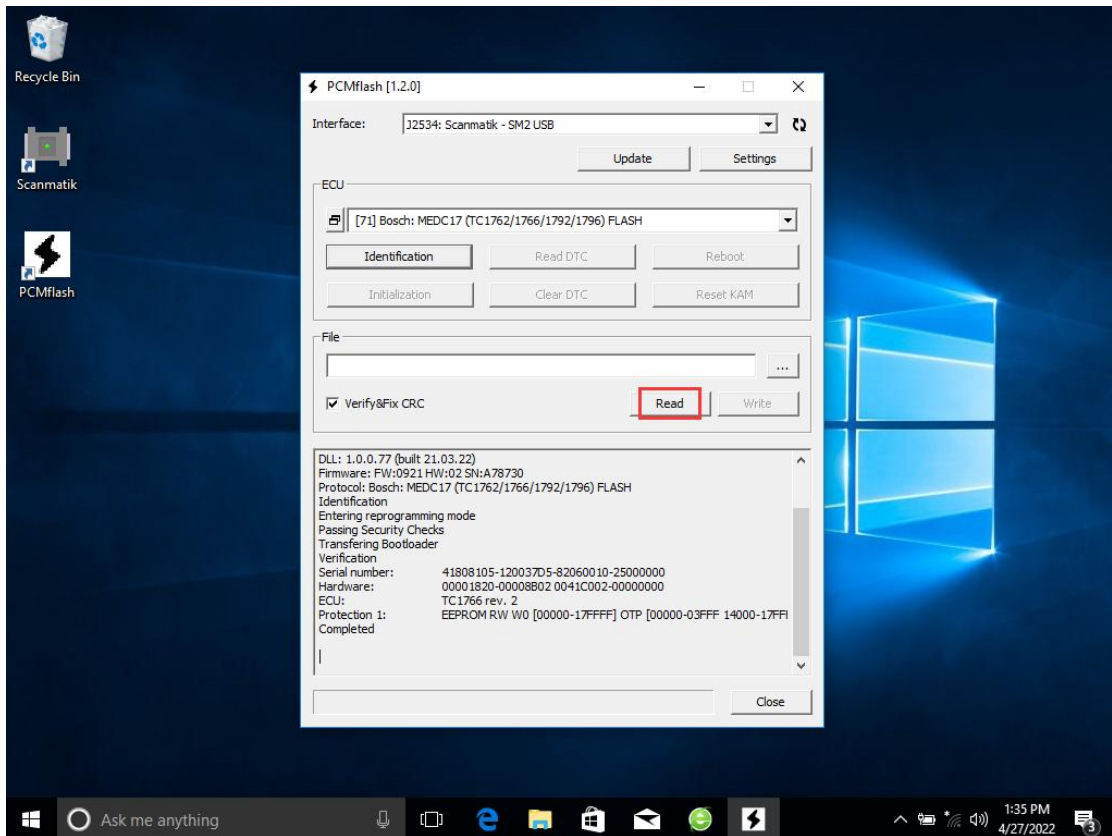 Recycle Bin
Scanmatik
PCMflash
PCMflash [1.2.0]
Interface: J2534: Scanmatik - SM2 USB
Update Settings
ECU
[71] Bosch: MEDC17 (TC1762/1766/1792/1796) FLASH
Identification Read DTC Reboot
Initialization Clear DTC Reset KAM
File
...
Verify&Fix CRC Read Write
DLL: 1.0.0.77 (built 21.03.22)
Firmware: FW:0921 HW:02 SN:A78730
Protocol: Bosch: MEDC17 (TC1762/1766/1792/1796) FLASH
Identification
Entering reprogramming mode
Passing Security Checks
Transfering Bootloader
Verification
Serial number: 41808105-120037D5-82060010-25000000
Hardware: 00001820-00008B02 0041C002-00000000
ECU: TC1766 rev. 2
Protection 1: EEPROM RW W0 [00000-17FFFF] OTP [00000-03FFF 14000-17FFI
Completed
Close
Ask me anything
1:35 PM
4/27/2022
3